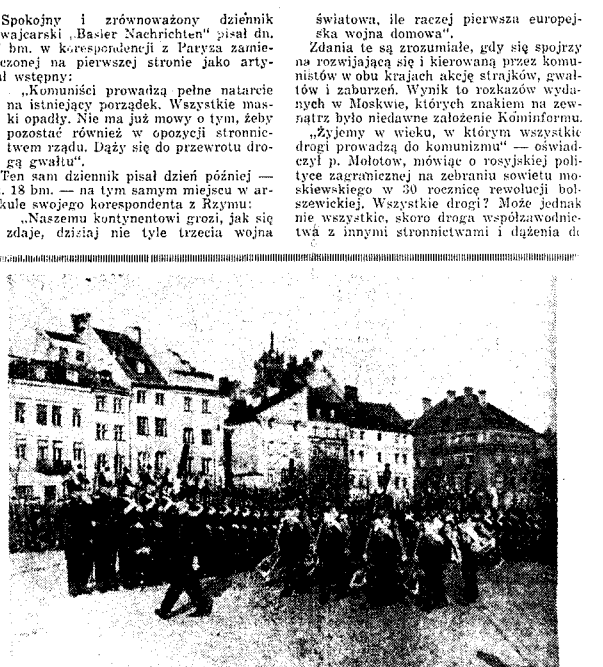 Spokojny i zrównoważony dziennik
wajcarski „Basler Nachrichten“ pisał dn.
bm. w korespondencji z Paryża zamie-
czonej na pierwszej stronie jako arty-
ł wstępny:
„Komuniści prowadzą pełne natarcie
na istniejący porządek. Wszystkie mas-
ki opadły. Nie ma już mowy o tym, żeby
pozostać również w opozycji stronnic-
twem rządu. Dąży się do przewrotu dro-
gą gwałtu“.
Ten sam dziennik pisał dzień później —
. 18 bm. — na tym samym miejscu w ar-
kule swojego korespondenta z Rzymu:
„Naszemu kontynentowi grozi, jak się
zdaje, dzisiaj nie tyle trzecia wojna
światowa, ile raczej pierwsza europej-
ska wojna domowa“.
Zdania te są zrozumiałe, gdy się spojrzy
na rozwijającą się i kierowaną przez komu-
nistów w obu krajach akcję strajków, gwał-
tów i zaburzeń. Wynik to rozkazów wyda-
nych w Moskwie, których znakiem na zew-
nątrz było niedawne założenie Kominformu.
„Żyjemy w wieku, w którym wszystkie
drogi prowadzą do komunizmu“ — oświad-
czył p. Mołotow, mówiąc o rosyjskiej poli-
tyce zagranicznej na zebraniu sowietu mo-
skiewskiego w 30 rocznicę rewolucji bol-
szewickiej. Wszystkie drogi? Może jednak
nie wszystkie, skoro droga współzawodnic-
twa z innymi stronnictwami i dążenia do